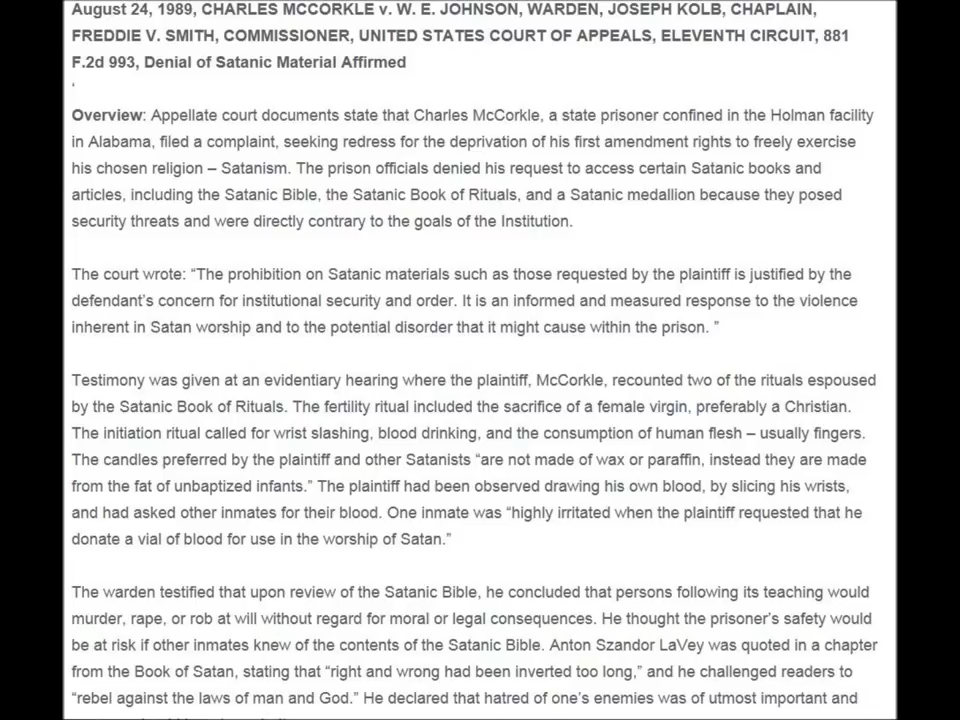 August 24, 1989, CHARLES MCCORKLE v. W. E. JOHNSON, WARDEN, JOSEPH KOLB, CHAPLAIN,
FREDDIE V. SMITH, COMMISSIONER, UNITED STATES COURT OF APPEALS, ELEVENTH CIRCUIT, 881
F.2d 993, Denial of Satanic Material Affirmed
‘
Overview: Appellate court documents state that Charles McCorkle, a state prisoner confined in the Holman facility
in Alabama, filed a complaint, seeking redress for the deprivation of his first amendment rights to freely exercise
his chosen religion – Satanism. The prison officials denied his request to access certain Satanic books and
articles, including the Satanic Bible, the Satanic Book of Rituals, and a Satanic medallion because they posed
security threats and were directly contrary to the goals of the Institution.
The court wrote: “The prohibition on Satanic materials such as those requested by the plaintiff is justified by the
defendant’s concern for institutional security and order. It is an informed and measured response to the violence
inherent in Satan worship and to the potential disorder that it might cause within the prison. ”
Testimony was given at an evidentiary hearing where the plaintiff, McCorkle, recounted two of the rituals espoused
by the Satanic Book of Rituals. The fertility ritual included the sacrifice of a female virgin, preferably a Christian.
The initiation ritual called for wrist slashing, blood drinking, and the consumption of human flesh – usually fingers.
The candles preferred by the plaintiff and other Satanists “are not made of wax or paraffin, instead they are made
from the fat of unbaptized infants.” The plaintiff had been observed drawing his own blood, by slicing his wrists,
and had asked other inmates for their blood. One inmate was “highly irritated when the plaintiff requested that he
donate a vial of blood for use in the worship of Satan.”
The warden testified that upon review of the Satanic Bible, he concluded that persons following its teaching would
murder, rape, or rob at will without regard for moral or legal consequences. He thought the prisoner’s safety would
be at risk if other inmates knew of the contents of the Satanic Bible. Anton Szandor LaVey was quoted in a chapter
from the Book of Satan, stating that “right and wrong had been inverted too long,” and he challenged readers to
“rebel against the laws of man and God.” He declared that hatred of one’s enemies was of utmost important and